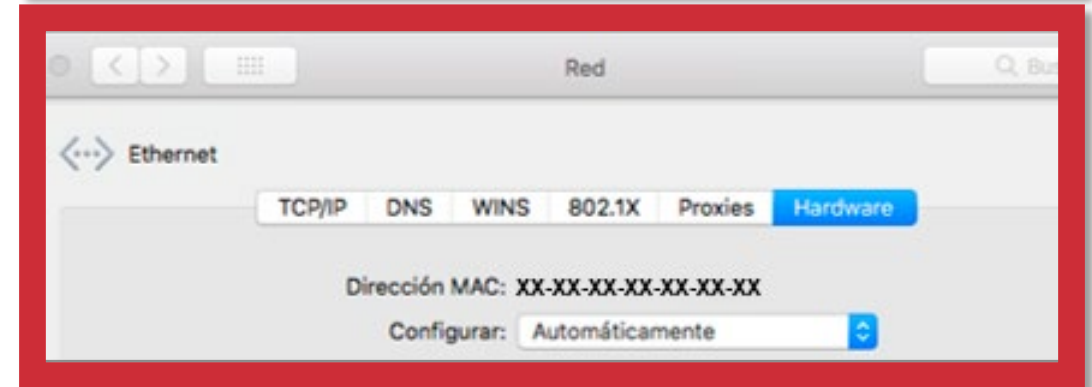 Red
Ethernet
TCP/IP DNS WINS 802.1X Proxies Hardware
Dirección MAC: XX-XX-XX-XX-XX-XX-XX
Configurar: Automáticamente